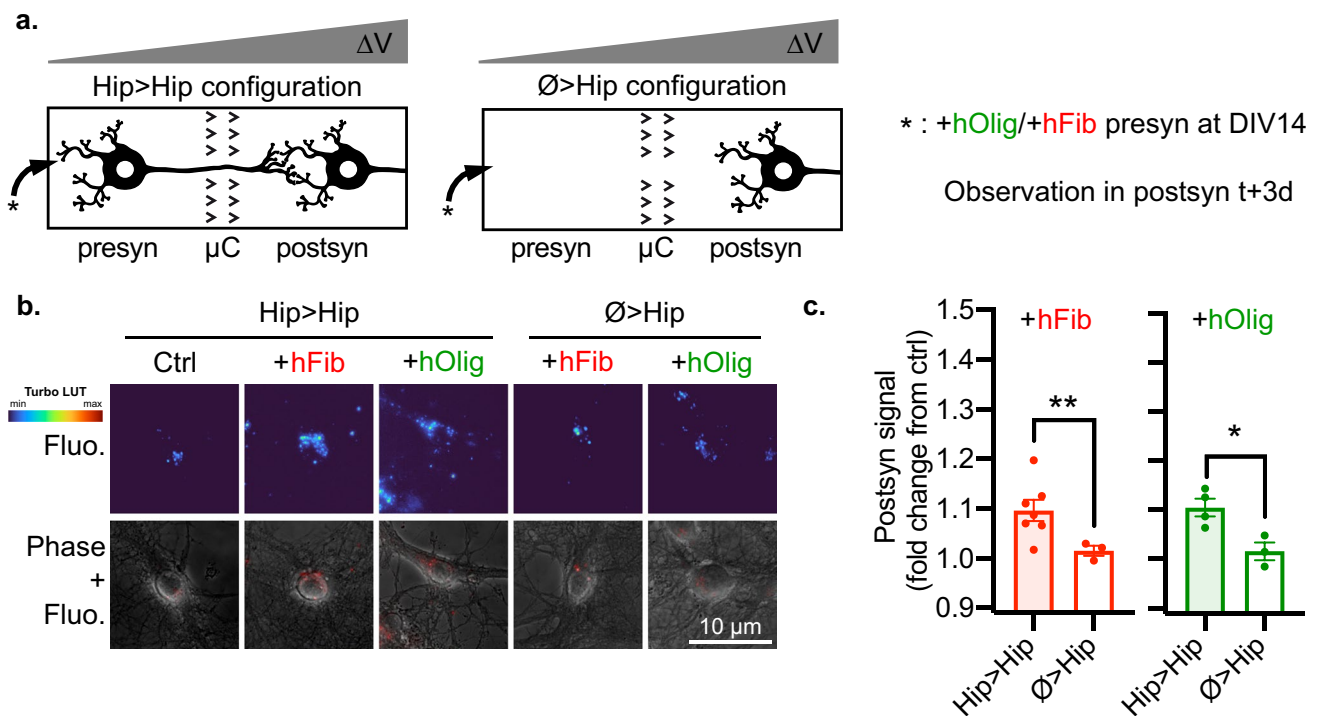 a.
ΔV
ΔV
Hip>Hip configuration
Ø>Hip configuration
* : +hOlig/+hFib presyn at DIV14
Observation in postsyn t+3d
*
*
presyn
µC
postsyn
presyn
µC
postsyn
b.
Hip>Hip
Ø>Hip
Ctrl
+hFib
+hOlig
+hFib
+hOlig
Turbo LUT
min
max
Fluo.
Phase
+
Fluo.
10 µm
c.
Postsyn signal
(fold change from ctrl)
1.5
1.4
1.3
1.2
1.1
1.0
0.9
+hFib
**
Hip>Hip
Ø>Hip
+hOlig
*
Hip>Hip
Ø>Hip